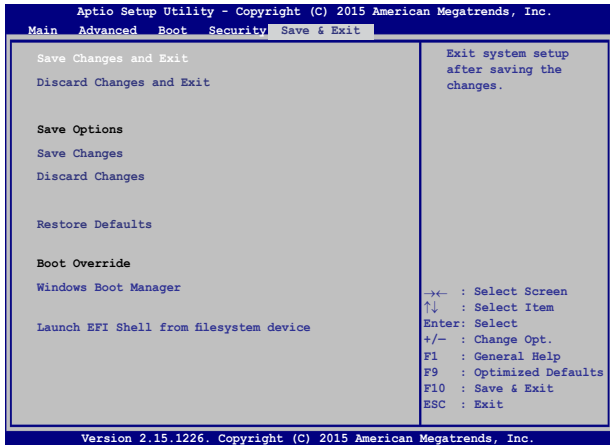 Aptio Setup Utility - Copyright (C) 2015 American Megatrends, Inc.
Main Advanced Boot Security Save & Exit
Save Changes and Exit
Discard Changes and Exit
Save Options
Save Changes
Discard Changes
Restore Defaults
Boot Override
Windows Boot Manager
Launch EFI Shell from filesystem device
Exit system setup
after saving the
changes.
→← : Select Screen
↑↓ : Select Item
Enter: Select
+/— : Change Opt.
F1 : General Help
F9 : Optimized Defaults
F10 : Save & Exit
ESC : Exit
Version 2.15.1226. Copyright (C) 2015 American Megatrends, Inc.